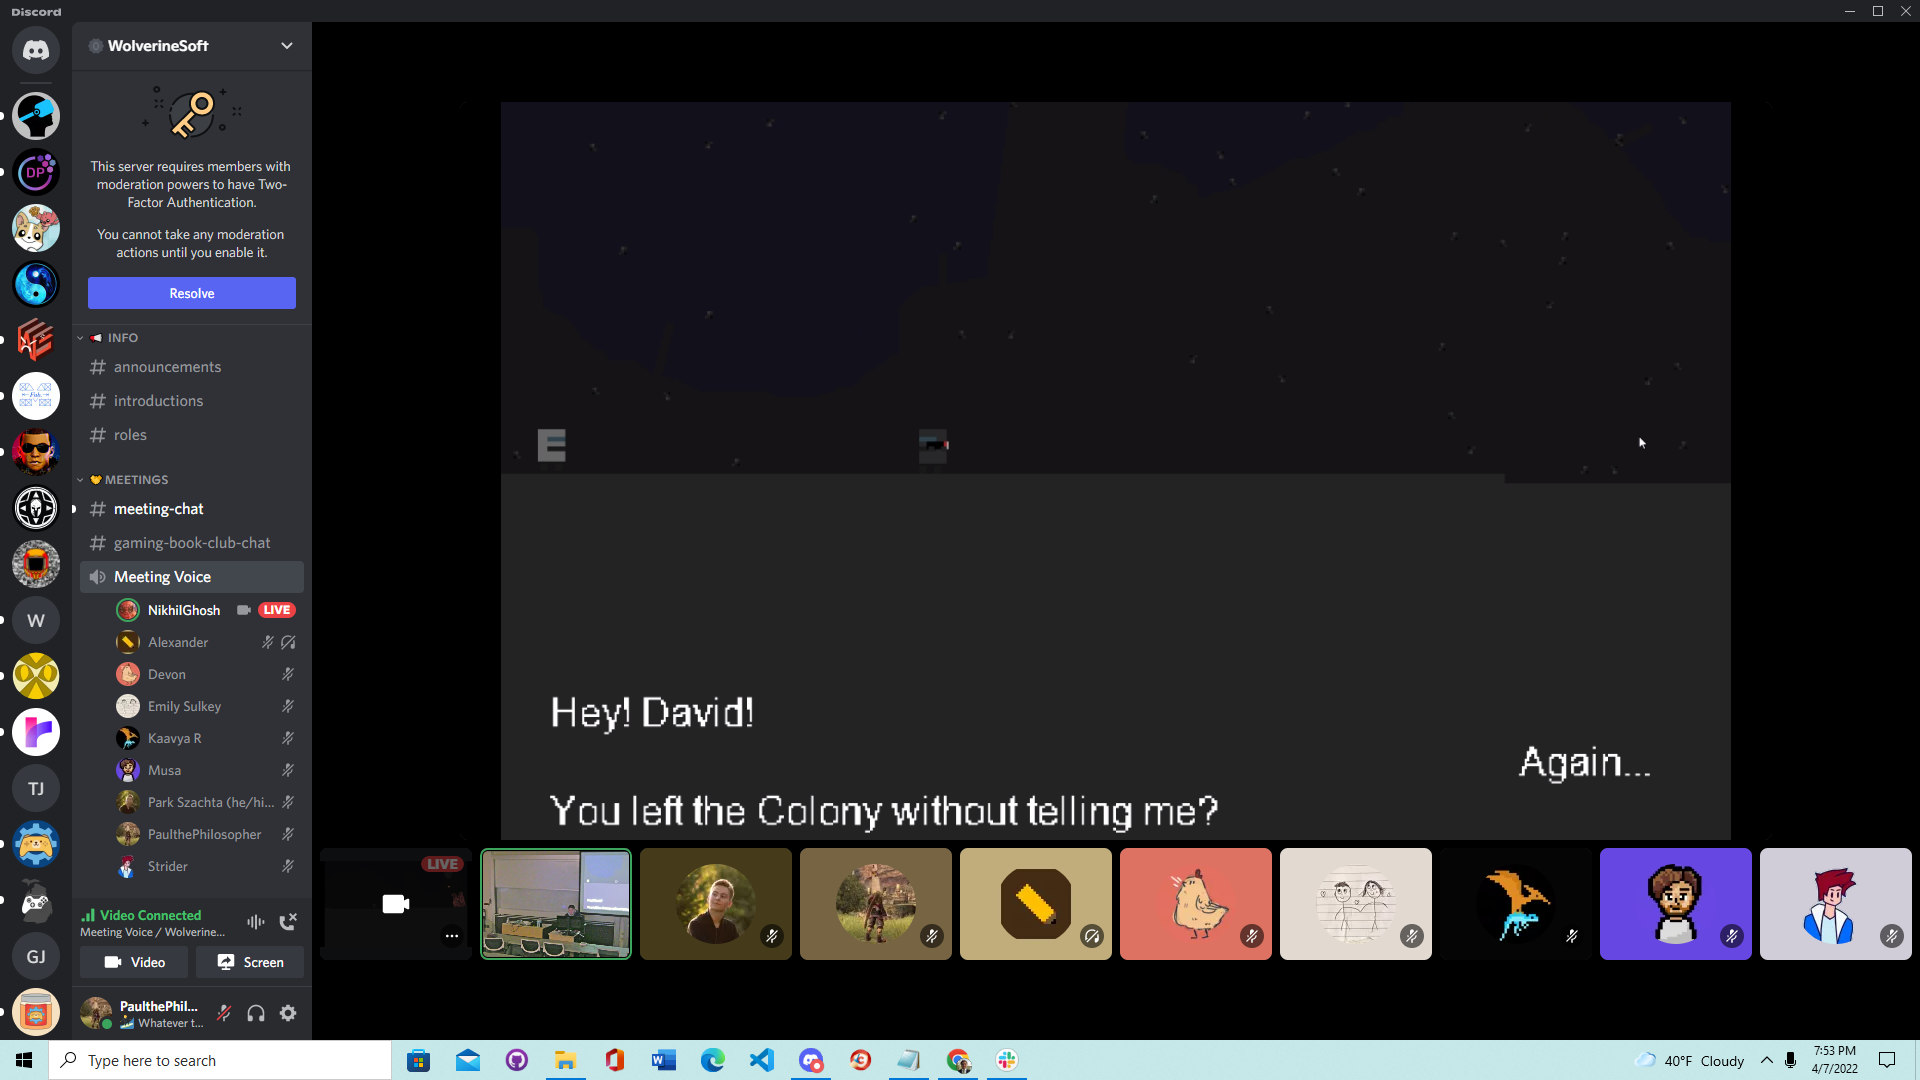 Discord
WolverineSoft
This server requires members with
moderation powers to have Two-
Factor Authentication.
You cannot take any moderation
actions until you enable it.
Resolve
INFO
announcements
introductions
roles
MEETINGS
meeting-chat
gaming-book-club-chat
Meeting Voice
NikhilGhosh LIVE
Alexander
Devon
Emily Sulkey
Kaavya R
Musa
Park Szachta (he/hi...
PaulthePhilosopher
Strider
Video Connected
Meeting Voice / Wolverine...
Video Screen
PaulthePhil...
Whatever t...
DP
W
TJ
GJ
Hey! David!
Again...
You left the Colony without telling me?
LIVE
Type here to search
40°F Cloudy
7:53 PM
4/7/2022